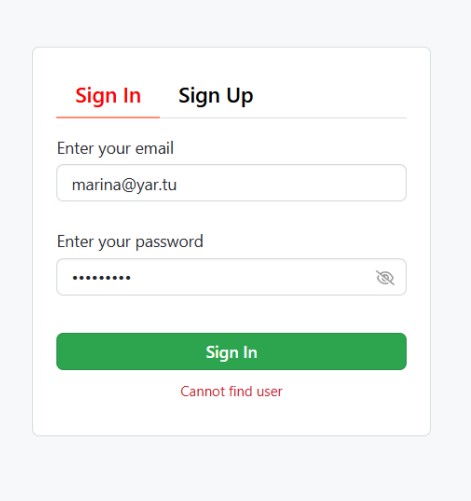 Sign In Sign Up
Enter your email
marina@yar.tu
Enter your password
•••••••••
Sign In
Cannot find user